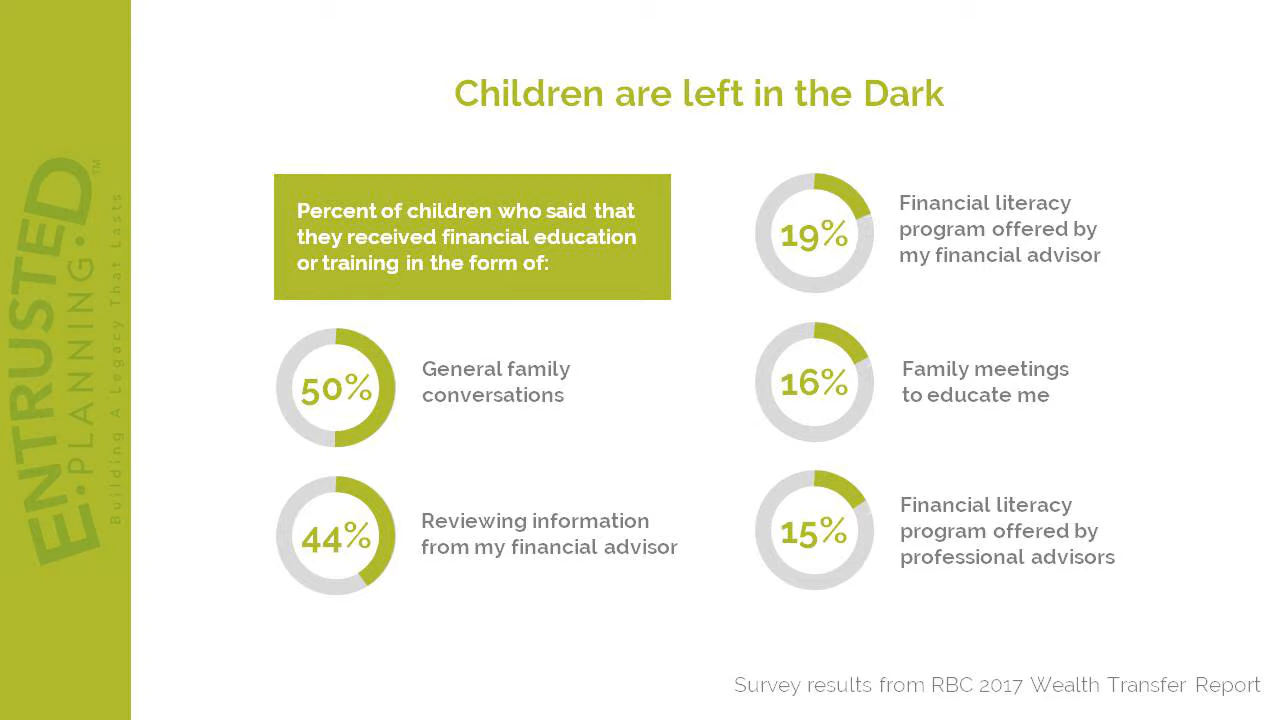 Children are left in the Dark
Percent of children who said that
they received financial education
or training in the form of:
50%
General family
conversations
44%
Reviewing information
from my financial advisor
19%
Financial literacy
program offered by
my financial advisor
16%
Family meetings
to educate me
15%
Financial literacy
program offered by
professional advisors
Survey results from RBC 2017 Wealth Transfer Report
ENTRUSTED
E•PLANNING•D™
Building A Legacy That Lasts